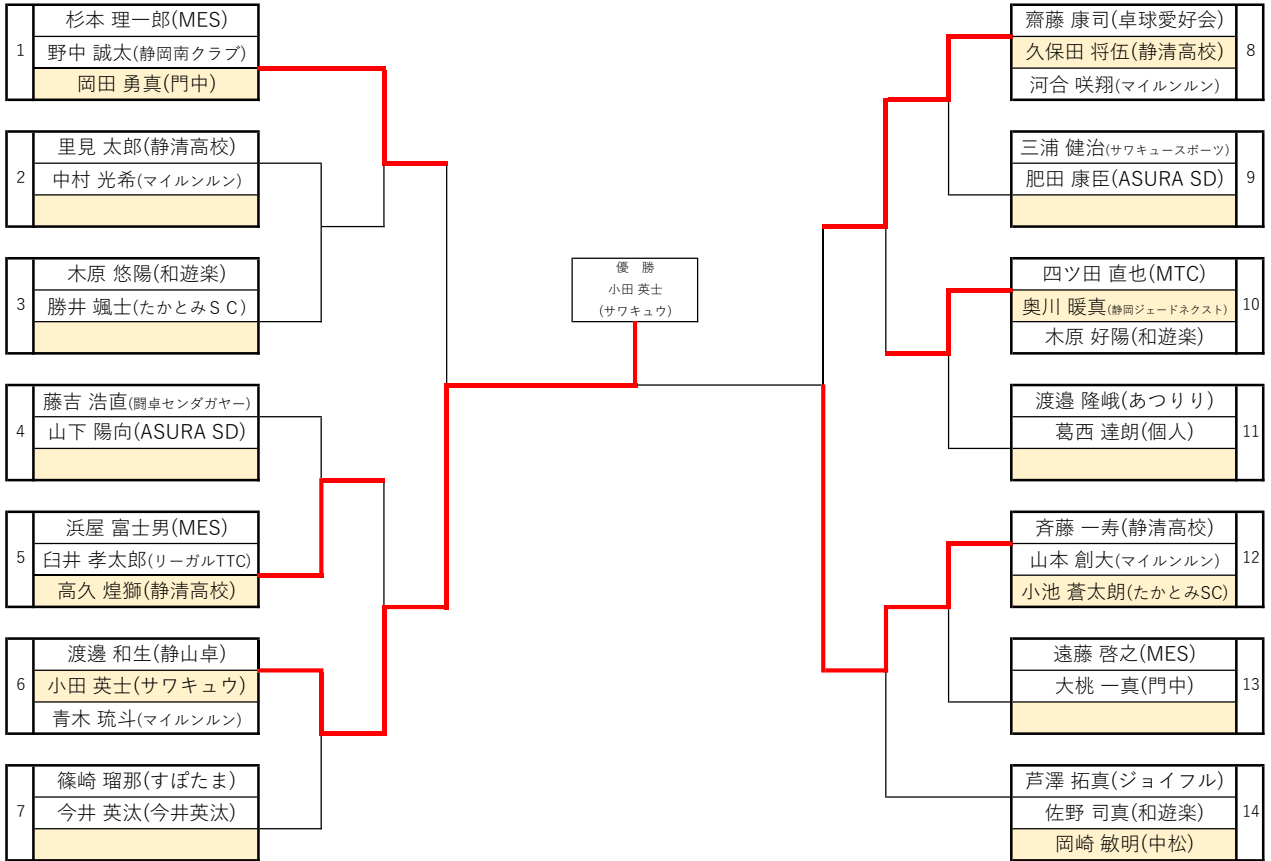 1
杉本 理一郎(MES)
野中 誠太(静岡南クラブ)
岡田 勇真(門中)
2
里見 太郎(静清高校)
中村 光希(マイルンルン)
3
木原 悠陽(和遊楽)
勝井 颯士(たかとみSC)
4
藤吉 浩直(闘卓センダガヤー)
山下 陽向(ASURA SD)
5
浜屋 富士男(MES)
臼井 孝太郎(リーガルTTC)
高久 煌獅(静清高校)
6
渡邊 和生(静山卓)
小田 英士(サワキュウ)
青木 琉斗(マイルンルン)
7
篠崎 瑠那(すぽたま)
今井 英汰(今井英汰)
優 勝
小田 英士
(サワキュウ)
齋藤 康司(卓球愛好会)
久保田 将伍(静清高校)
河合 咲翔(マイルンルン)
8
三浦 健治(サワキュースポーツ)
肥田 康臣(ASURA SD)
9
四ツ田 直也(MTC)
奥川 暖真(静岡ジェードネクスト)
木原 好陽(和遊楽)
10
渡邉 隆峨(あつりり)
葛西 達朗(個人)
11
斉藤 一寿(静清高校)
山本 創大(マイルンルン)
小池 蒼太朗(たかとみSC)
12
遠藤 啓之(MES)
大桃 一真(門中)
13
芦澤 拓真(ジョイフル)
佐野 司真(和遊楽)
岡崎 敏明(中松)
14